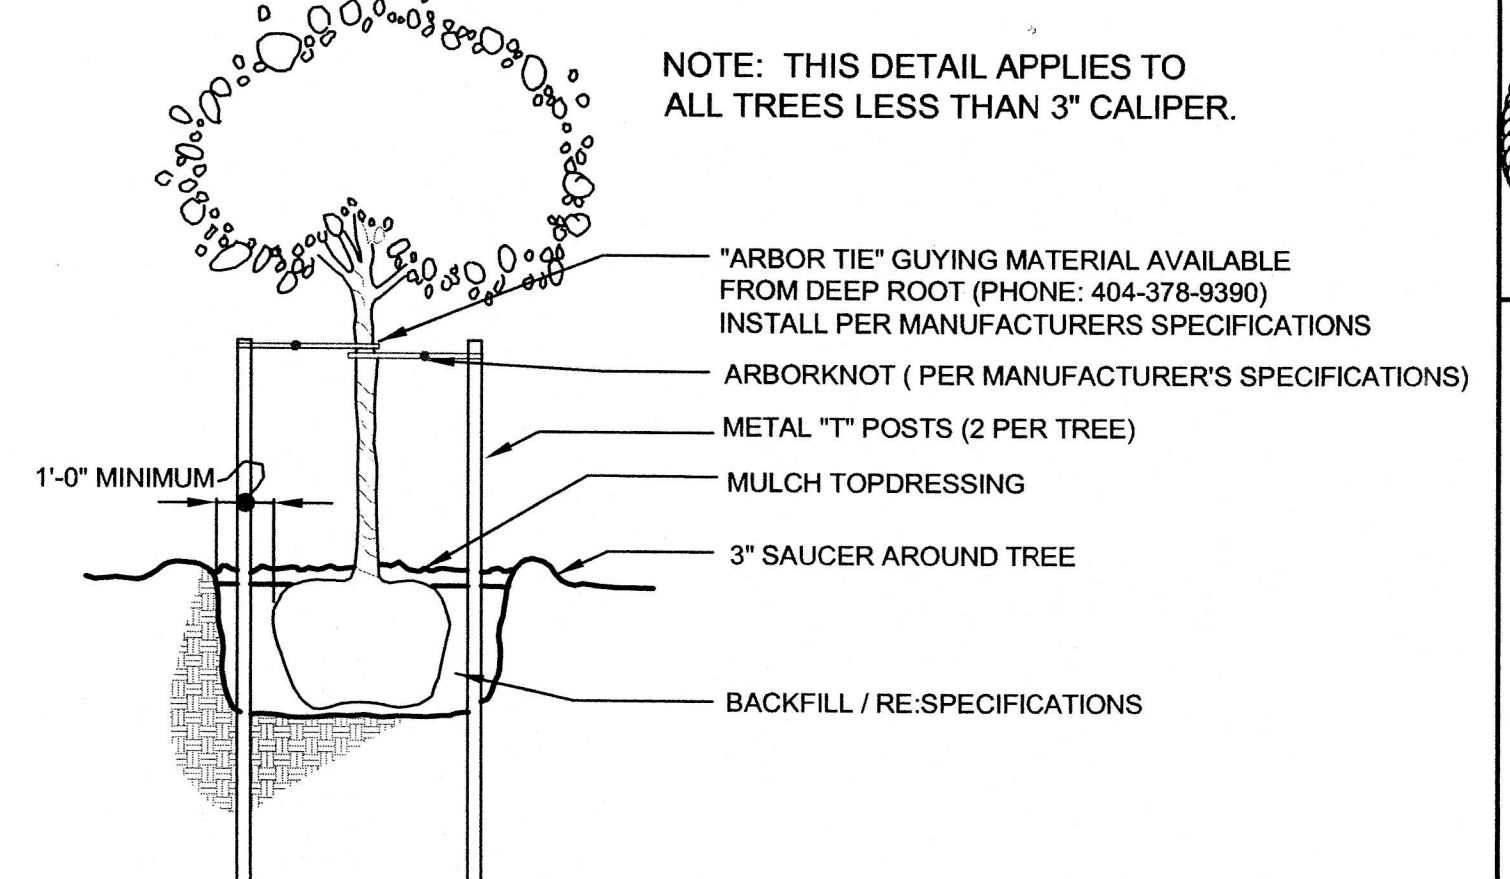 NOTE: THIS DETAIL APPLIES TO
ALL TREES LESS THAN 3" CALIPER.
"ARBOR TIE" GUYING MATERIAL AVAILABLE
FROM DEEP ROOT (PHONE: 404-378-9390)
INSTALL PER MANUFACTURERS SPECIFICATIONS
ARBORKNOT ( PER MANUFACTURER'S SPECIFICATIONS)
METAL "T" POSTS (2 PER TREE)
1'-0" MINIMUM
MULCH TOPDRESSING
3" SAUCER AROUND TREE
BACKFILL / RE:SPECIFICATIONS